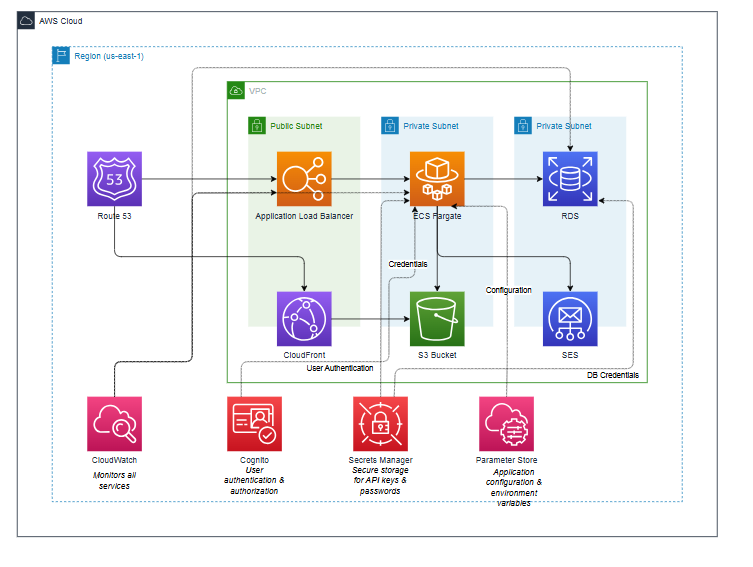 AWS Cloud
Region (us-east-1)
VPC
Public Subnet
Private Subnet
Private Subnet
53
Route 53
Application Load Balancer
ECS Fargate
RDS
Credentials
Configuration
CloudFront
S3 Bucket
SES
User Authentication
DB Credentials
CloudWatch
Monitors all
services
Cognito
User
authentication &
authorization
Secrets Manager
Secure storage
for API keys &
passwords
Parameter Store
Application
configuration &
environment
variables